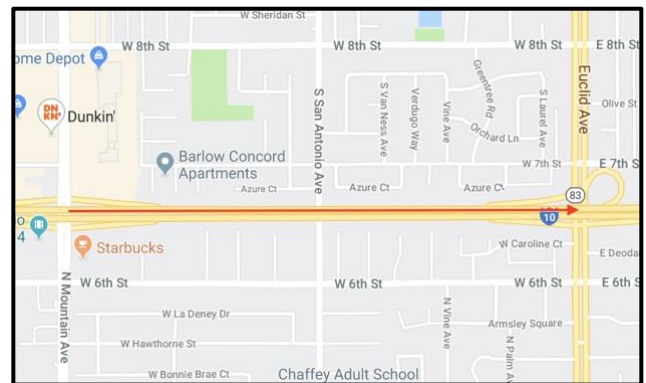 W Sheridan St
W 8th St
W 8th St
W 8th St
E 8th St
ome Depot
DNKN'
Dunkin'
S San Antonio Ave
S Van Ness Ave
Verdugo Way
Vine Ave
Greentree Rd
Orchard Ln
S Laurel Ave
Euclid Ave
Olive St
Barlow Concord
Apartments
W 7th St
E 7th S
Azure Ct
Azure Ct
Azure Ct
83
10
o
4
Starbucks
W Caroline Ct
E Deoda
N Mountain Ave
W 6th St
W 6th St
W 6th St
E 6th S
W La Deney Dr
N Vine Ave
Armsley Square
W Hawthorne St
N Palm A
W Bonnie Brae Ct
Chaffey Adult School